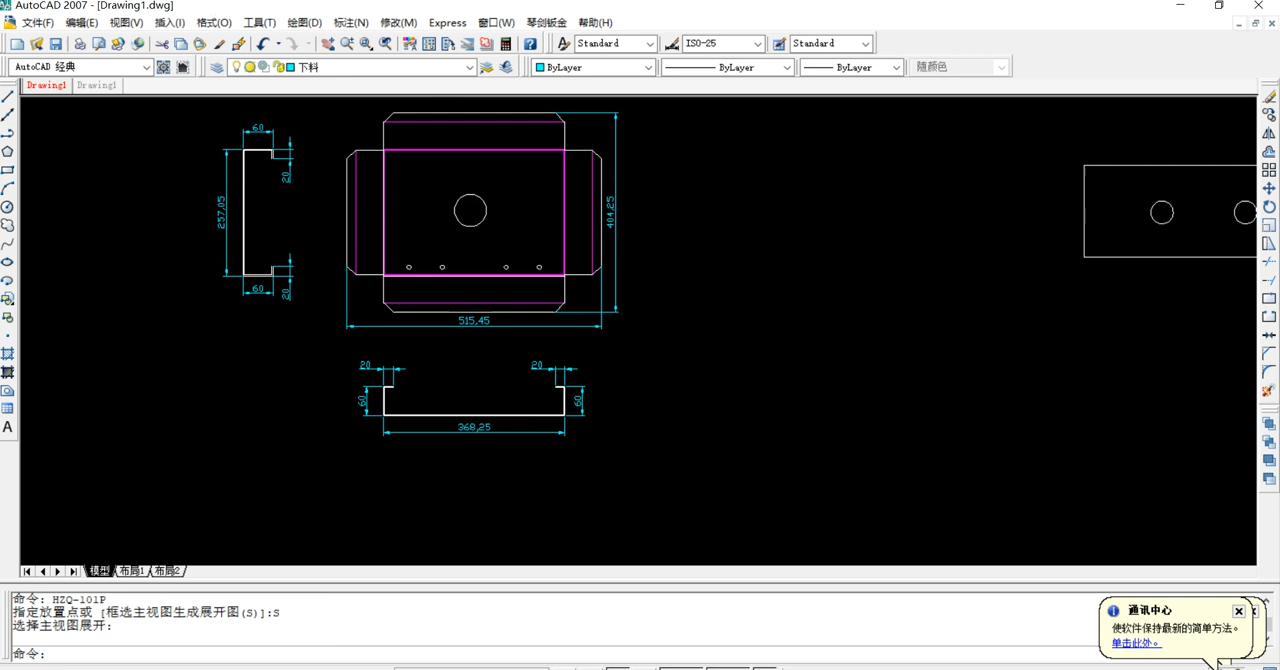 AutoCAD 2007 - [Drawing1.dwg]
文件(F) 编辑(E) 视图(V) 插入(I) 格式(O) 工具(T) 绘图(D) 标注(N) 修改(M) Express 窗口(W) 琴剑钣金 帮助(H)
Standard ISO-25 Standard
AutoCAD 经典 下料 ByLayer ByLayer ByLayer 随颜色
Drawing1 Drawing1
60
20
257,05
404,25
60
20
515,45
20 20
60 60
368,25
模型 布局1 布局2
命令: HZQ-101P
指定放置点或 [框选主视图生成展开图(S)]:S
选择主视图展开:
命令:
通讯中心
使软件保持最新的简单方法。
单击此处。
A